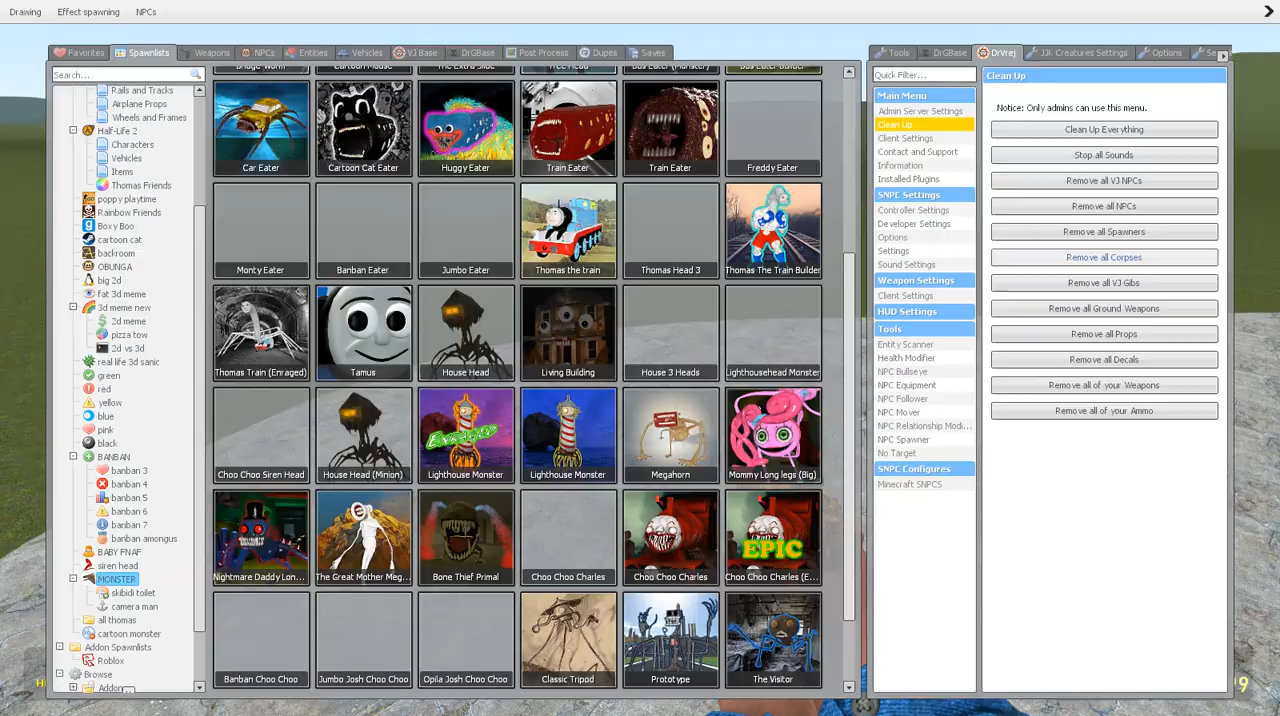 Drawing Effect spawning NPCs
Favorites Spawnlists Weapons NPCs Entities Vehicles VJ Base DrGBase Post Process Dupes Saves
Search...
Rails and Tracks
Airplane Props
Wheels and Frames
Half-Life 2
Characters
Vehicles
Items
Thomas Friends
poppy playtime
Rainbow Friends
Boxy Boo
cartoon cat
backroom
OBUNGA
big 2d
fat 3d meme
3d meme new
2d meme
pizza tow
2d vs 3d
real life 3d sanic
green
red
yellow
blue
pink
black
BANBAN
banban 3
banban 4
banban 5
banban 6
banban 7
banban amongus
BABY FNAF
siren head
MONSTER
skibidi toilet
camera man
all thomas
cartoon monster
Addon Spawnlists
Roblox
Browse
Addon
Car Eater Cartoon Cat Eater Huggy Eater Train Eater Train Eater Freddy Eater
Monty Eater Banban Eater Jumbo Eater Thomas the train Thomas Head 3 Thomas The Train Builder
Thomas Train (Enraged) Tamus House Head Living Building House 3 Heads Lighthousehead Monster
Choo Choo Siren Head House Head (Minion) Lighthouse Monster Lighthouse Monster Megahorn Mommy Long legs (Big)
Nightmare Daddy Lon... The Great Mother Meg... Bone Thief Primal Choo Choo Charles Choo Choo Charles Choo Choo Charles (E...
EPIC
Banban Choo Choo Jumbo Josh Choo Choo Opila Josh Choo Choo Classic Tripod Prototype The Visitor
Tools DrGBase DrVrej JJk. Creatures Settings Options Se
Quick Filter...
Main Menu
Admin Server Settings
Clean Up
Client Settings
Contact and Support
Information
Installed Plugins
SNPC Settings
Controller Settings
Developer Settings
Options
Settings
Sound Settings
Weapon Settings
Client Settings
HUD Settings
Tools
Entity Scanner
Health Modifier
NPC Bullseye
NPC Equipment
NPC Follower
NPC Mover
NPC Relationship Modi...
NPC Spawner
No Target
SNPC Configures
Minecraft SNPCS
Clean Up
Notice: Only admins can use this menu.
Clean Up Everything
Stop all Sounds
Remove all VJ NPCs
Remove all NPCs
Remove all Spawners
Remove all Corpses
Remove all VJ Gibs
Remove all Ground Weapons
Remove all Props
Remove all Decals
Remove all of your Weapons
Remove all of your Ammo